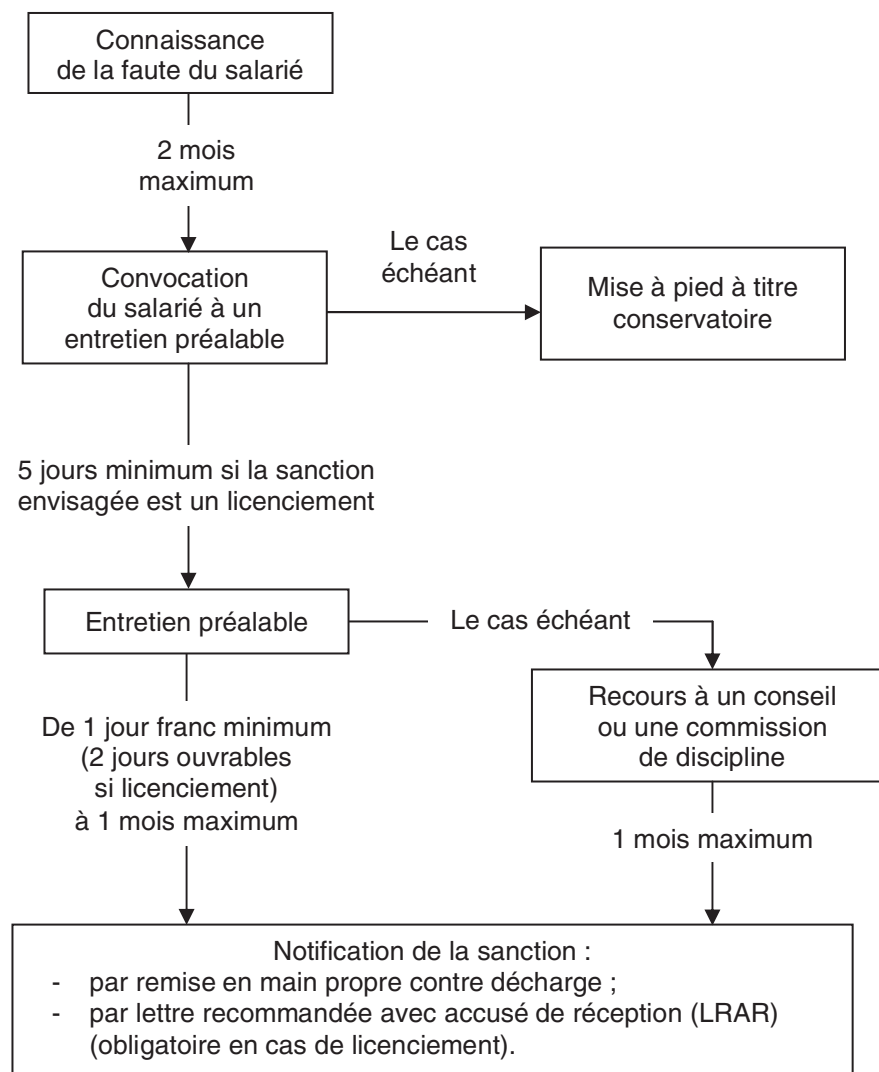 Connaissance
de la faute du salarié
2 mois
maximum
Convocation
du salarié à un
entretien préalable
Le cas
échéant
Mise à pied à titre
conservatoire
5 jours minimum si la sanction
envisagée est un licenciement
Entretien préalable
Le cas échéant
Recours à un conseil
ou une commission
de discipline
De 1 jour franc minimum
(2 jours ouvrables
si licenciement)
à 1 mois maximum
1 mois maximum
Notification de la sanction :
- par remise en main propre contre décharge ;
- par lettre recommandée avec accusé de réception (LRAR)
(obligatoire en cas de licenciement).